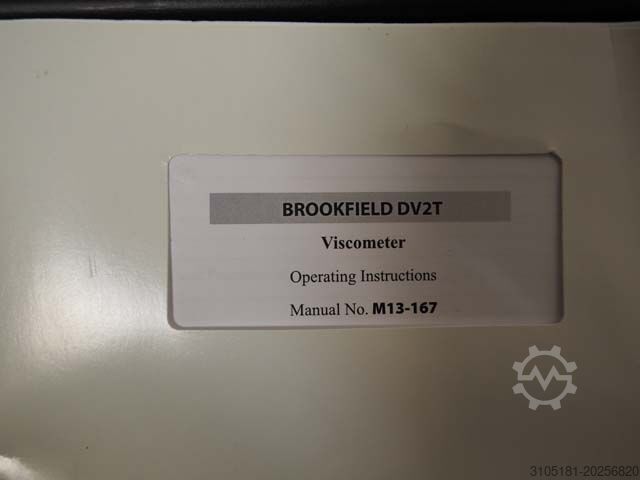 BROOKFIELD DV2T
Viscometer
Operating Instructions
Manual No. M13-167
3105181-20256820